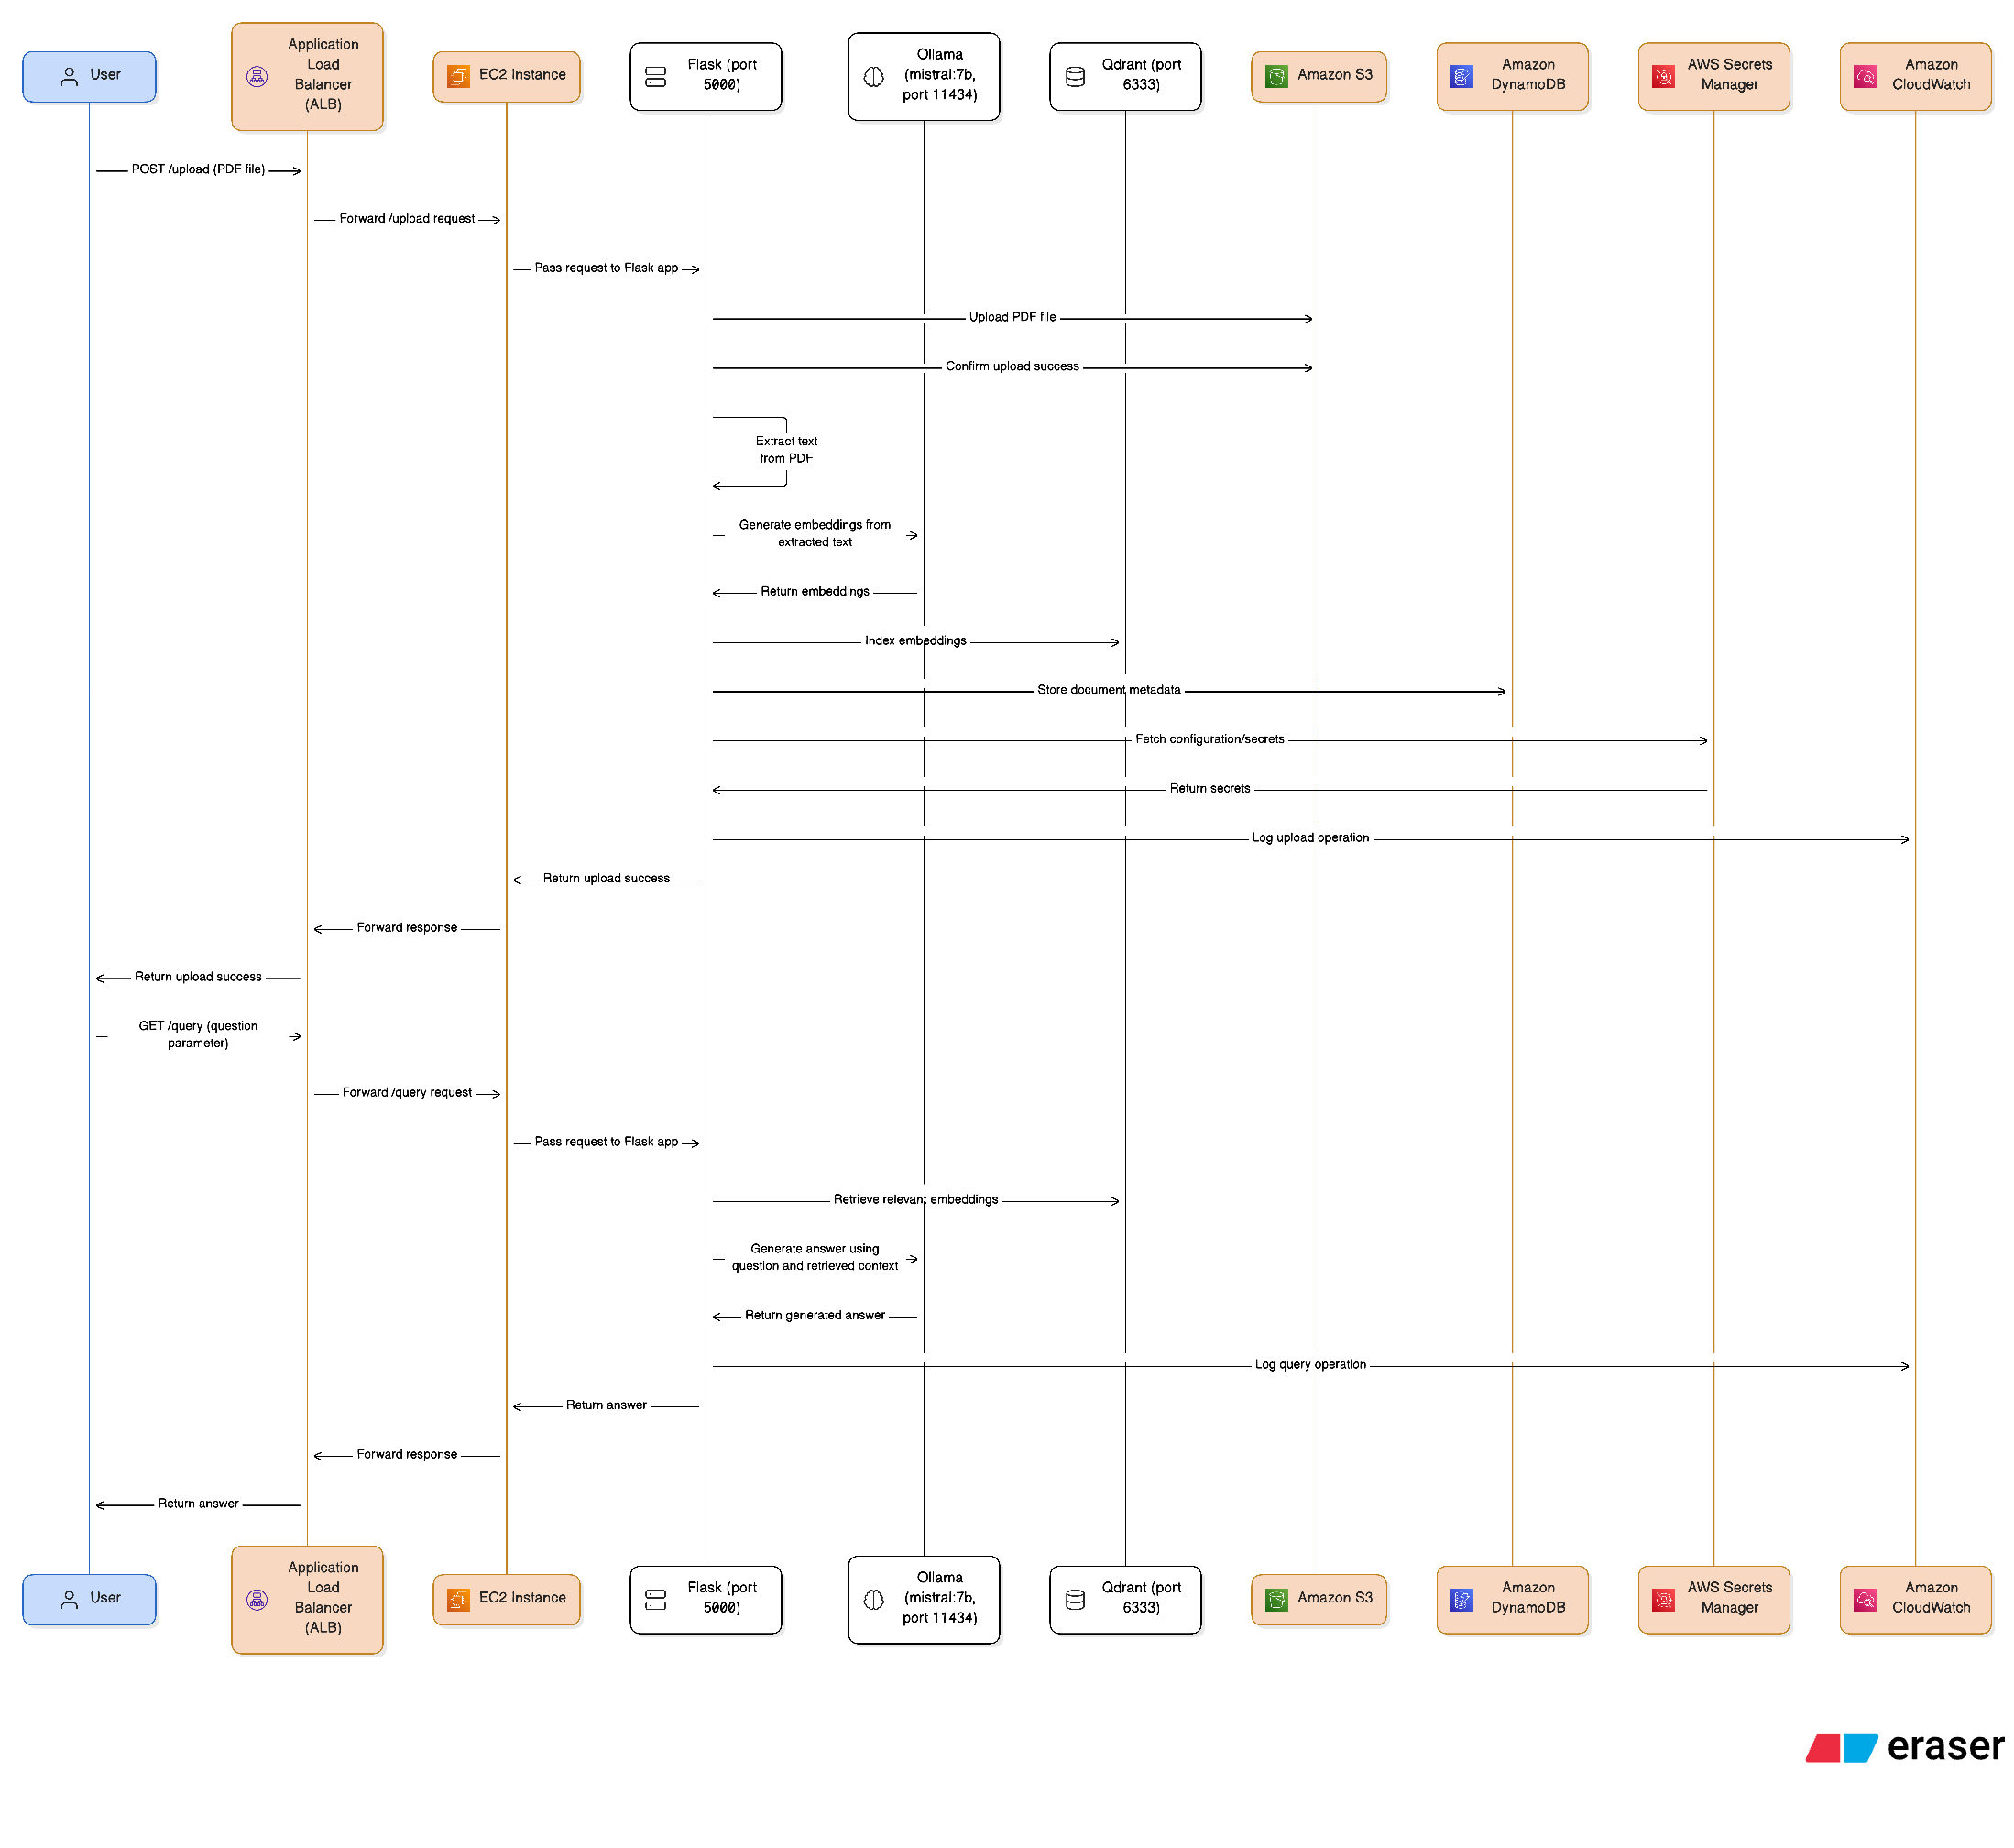 User
Application
Load
Balancer
(ALB)
EC2 Instance
Flask (port
5000)
Ollama
(mistral:7b,
port 11434)
Qdrant (port
6333)
Amazon S3
Amazon
DynamoDB
AWS Secrets
Manager
Amazon
CloudWatch
POST /upload (PDF file)
Forward /upload request
Pass request to Flask app
Upload PDF file
Confirm upload success
Extract text
from PDF
Generate embeddings from
extracted text
Return embeddings
Index embeddings
Store document metadata
Fetch configuration/secrets
Return secrets
Log upload operation
Return upload success
Forward response
Return upload success
GET /query (question
parameter)
Forward /query request
Pass request to Flask app
Retrieve relevant embeddings
Generate answer using
question and retrieved context
Return generated answer
Log query operation
Return answer
Forward response
Return answer
User
Application
Load
Balancer
(ALB)
EC2 Instance
Flask (port
5000)
Ollama
(mistral:7b,
port 11434)
Qdrant (port
6333)
Amazon S3
Amazon
DynamoDB
AWS Secrets
Manager
Amazon
CloudWatch
eraser